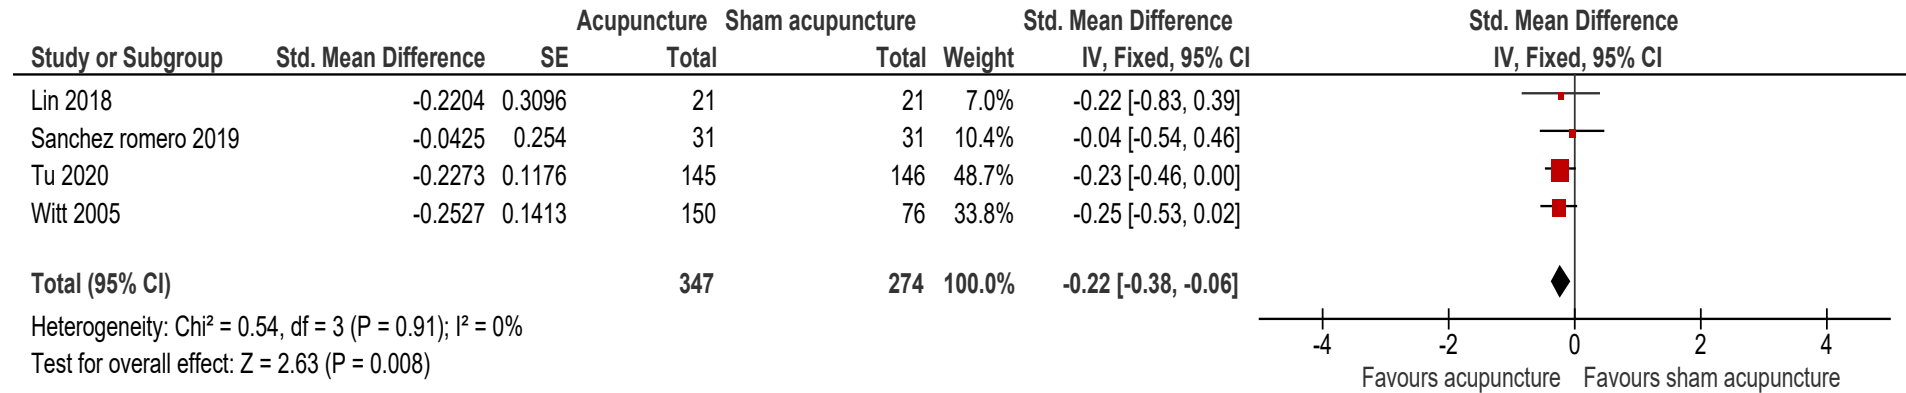 Acupuncture Sham acupuncture Std. Mean Difference Std. Mean Difference
Study or Subgroup Std. Mean Difference SE Total Total Weight IV, Fixed, 95% CI IV, Fixed, 95% CI
Lin 2018 -0.2204 0.3096 21 21 7.0% -0.22 [-0.83, 0.39]
Sanchez romero 2019 -0.0425 0.254 31 31 10.4% -0.04 [-0.54, 0.46]
Tu 2020 -0.2273 0.1176 145 146 48.7% -0.23 [-0.46, 0.00]
Witt 2005 -0.2527 0.1413 150 76 33.8% -0.25 [-0.53, 0.02]
Total (95% CI) 347 274 100.0% -0.22 [-0.38, -0.06]
Heterogeneity: Chi² = 0.54, df = 3 (P = 0.91); I² = 0%
Test for overall effect: Z = 2.63 (P = 0.008)
-4 -2 0 2 4
Favours acupuncture Favours sham acupuncture